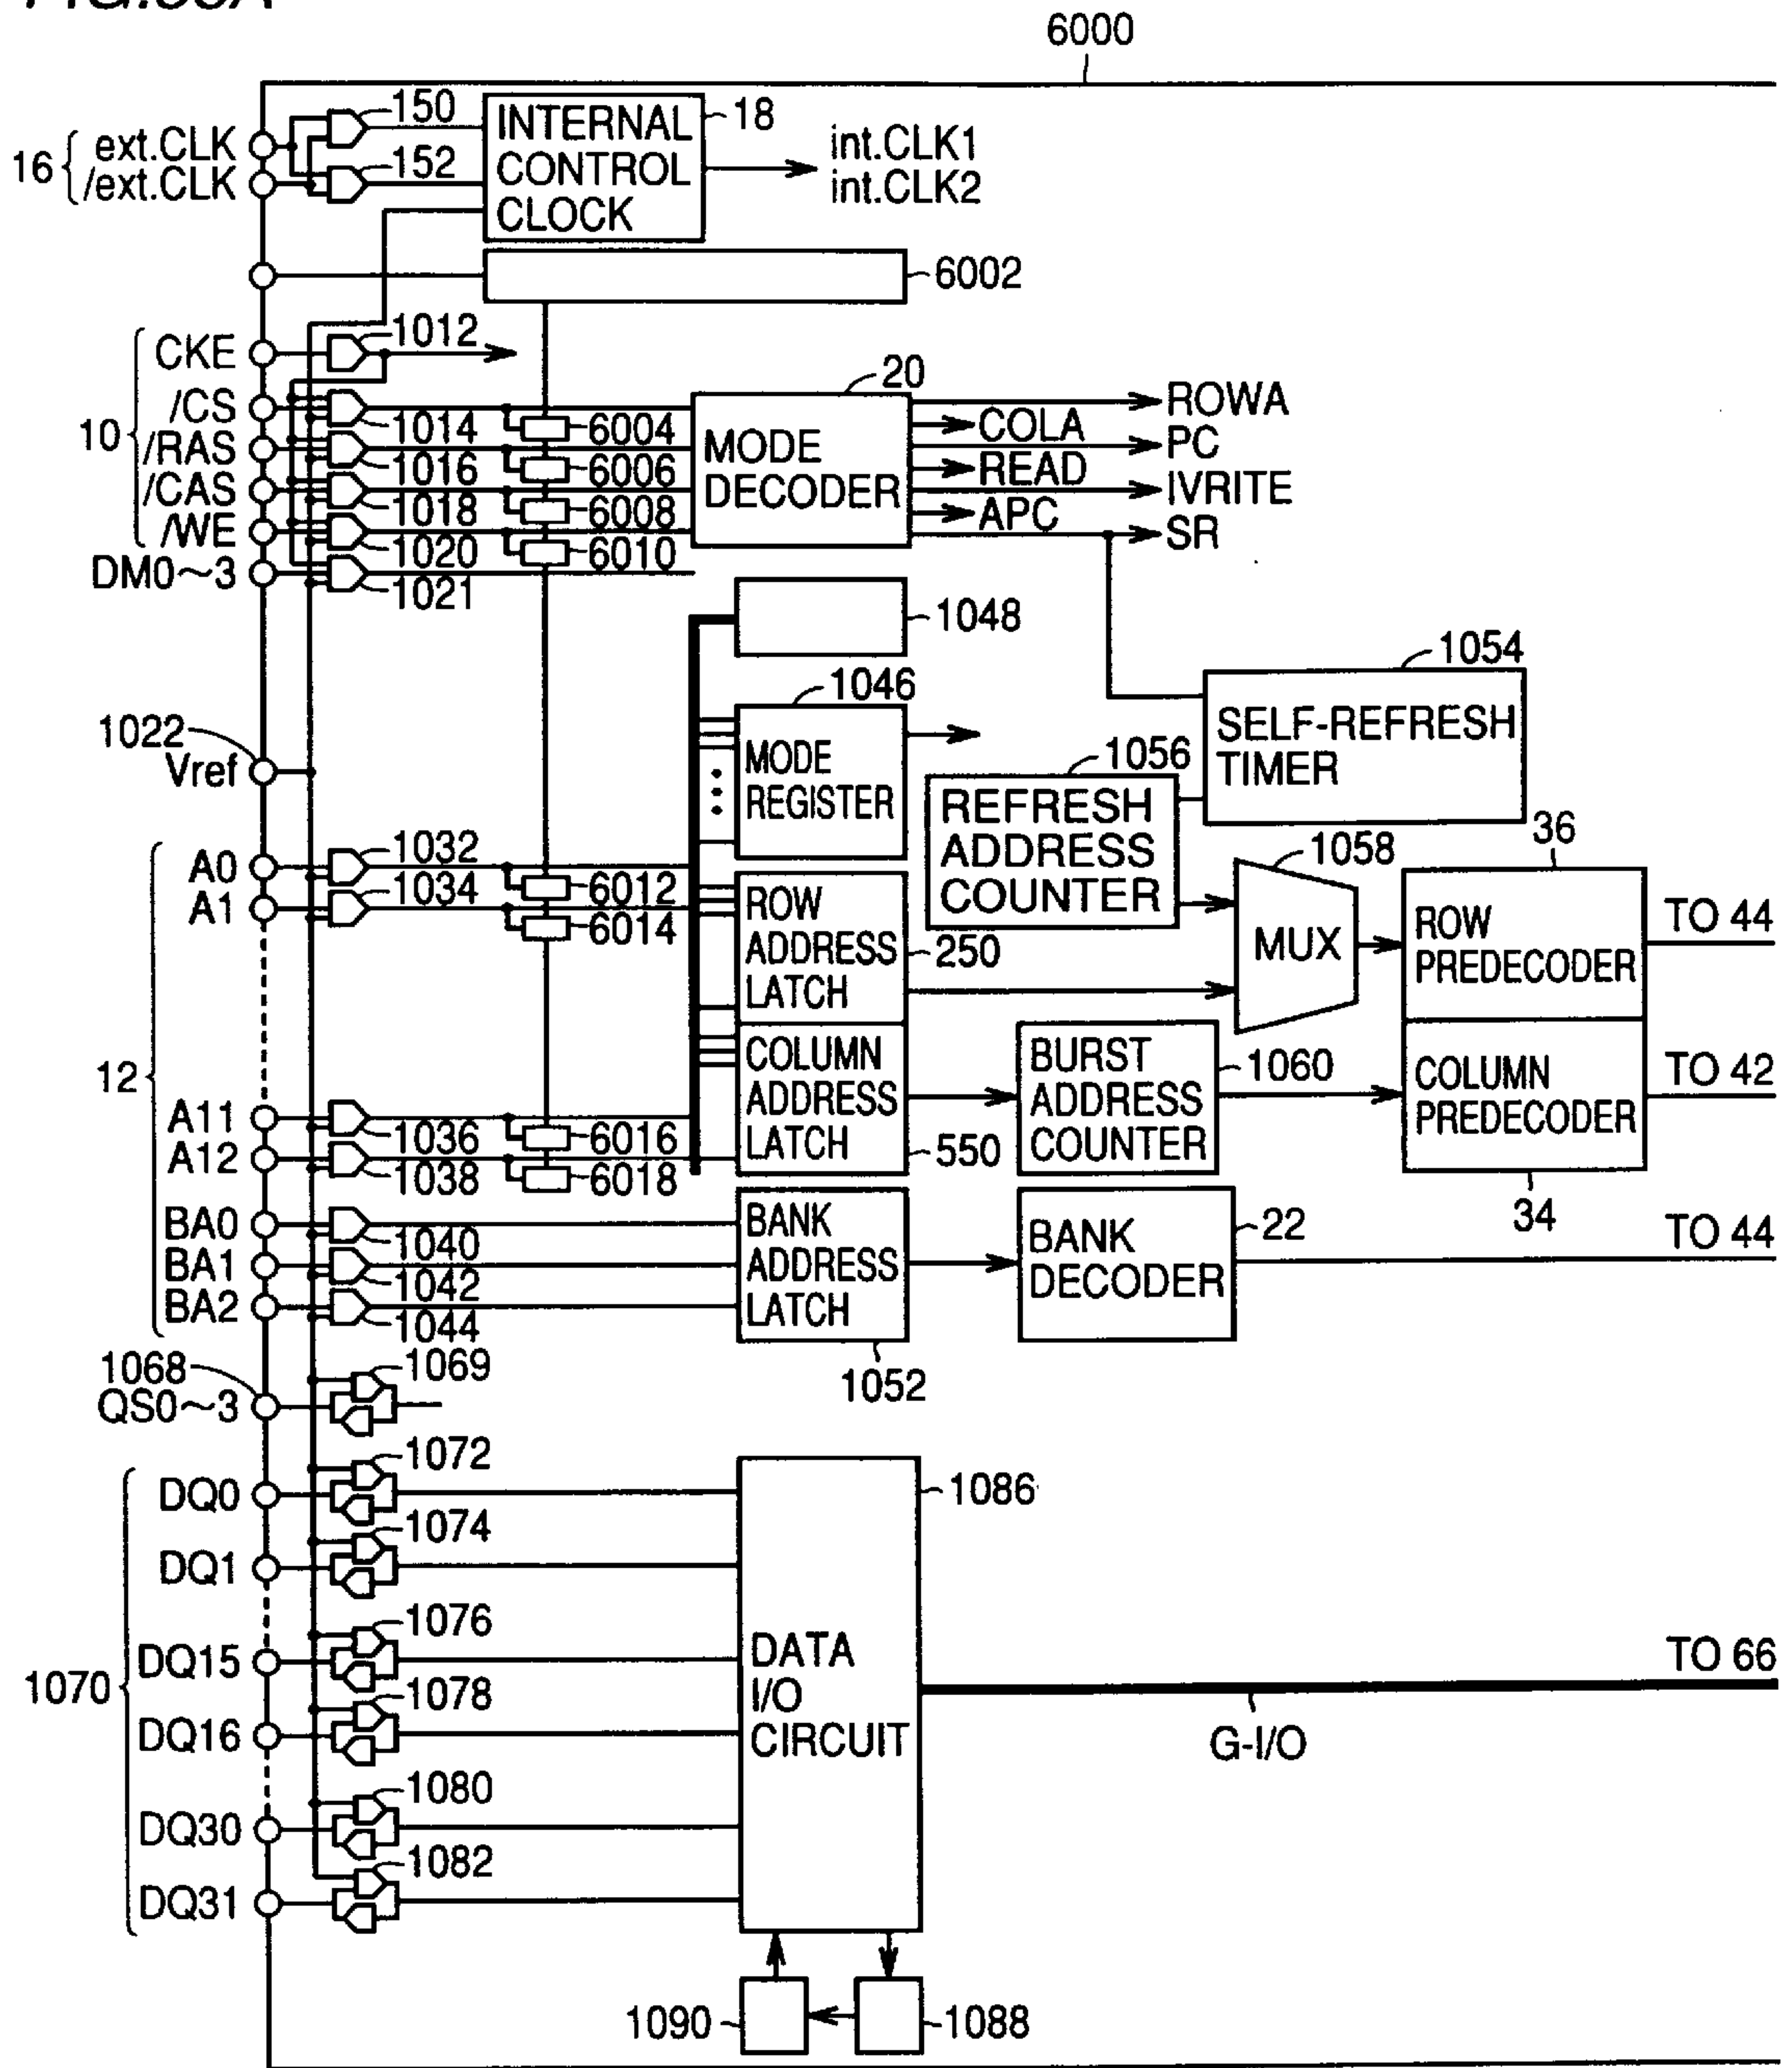 6000
ext.CLK
/ext.CLK
16
150
152
INTERNAL
CONTROL
CLOCK
18
int.CLK1
int.CLK2
6002
10
CKE
/CS
/RAS
/CAS
/WE
DM0~3
1012
1014
1016
1018
1020
1021
6004
6006
6008
6010
MODE
DECODER
20
ROWA
COLA
PC
READ
IVRITE
APC
SR
1048
1046
MODE
REGISTER
1054
SELF-REFRESH
TIMER
1056
REFRESH
ADDRESS
COUNTER
1022
Vref
12
A0
A1
1032
1034
6012
6014
ROW
ADDRESS
LATCH
250
1058
MUX
36
ROW
PREDECODER
TO 44
A11
A12
1036
1038
6016
6018
COLUMN
ADDRESS
LATCH
550
BURST
ADDRESS
COUNTER
1060
COLUMN
PREDECODER
34
TO 42
BA0
BA1
BA2
1040
1042
1044
BANK
ADDRESS
LATCH
1052
BANK
DECODER
22
TO 44
1068
QS0~3
1069
1070
DQ0
DQ1
DQ15
DQ16
DQ30
DQ31
1072
1074
1076
1078
1080
1082
DATA
I/O
CIRCUIT
1086
TO 66
G-I/O
1090
1088